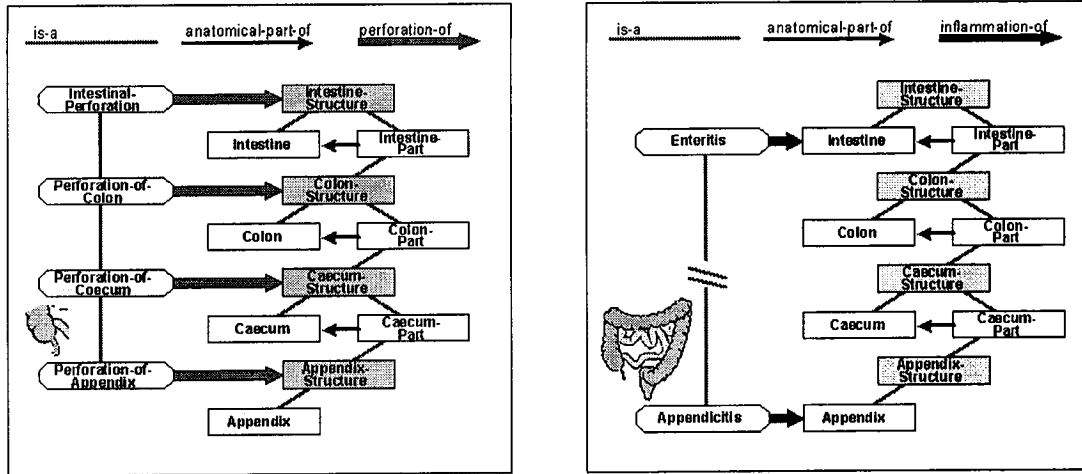 is-a
anatomical-part-of
perforation-of
Intestinal-
Perforation
Intestine-
Structure
Intestine
Intestine-
Part
Perforation-of-
Colon
Colon-
Structure
Colon
Colon-
Part
Perforation-of-
Coecum
Caecum-
Structure
Caecum
Caecum-
Part
Perforation-of-
Appendix
Appendix-
Structure
Appendix
is-a
anatomical-part-of
inflammation-of
Intestine-
Structure
Enteritis
Intestine
Intestine-
Part
Colon-
Structure
Colon
Colon-
Part
Caecum-
Structure
Caecum
Caecum-
Part
Appendix-
Structure
Appendicitis
Appendix